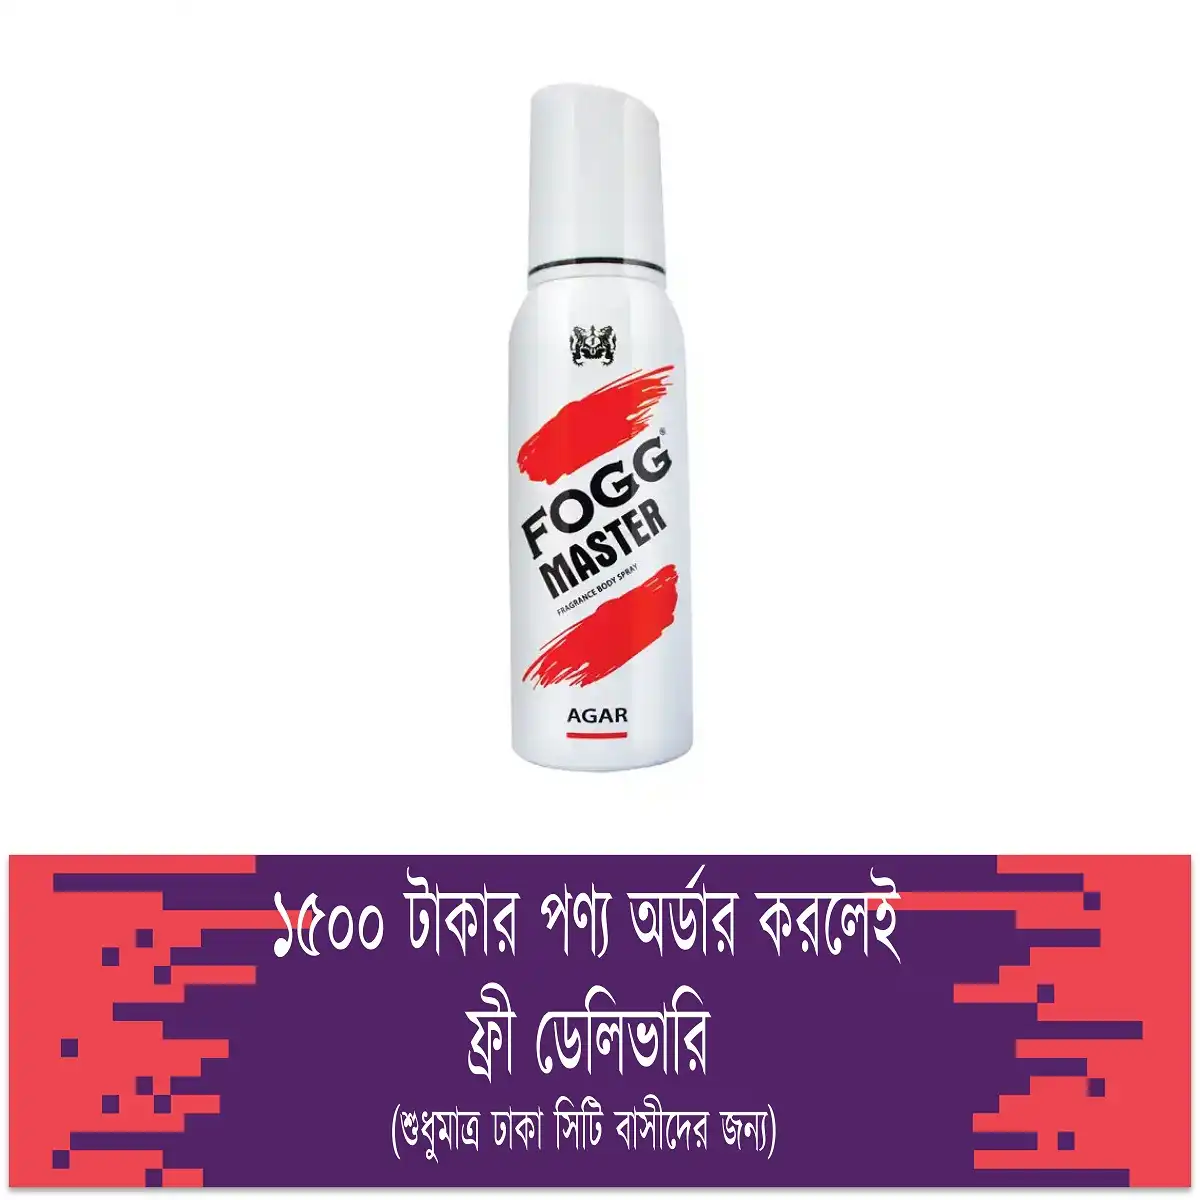 FOGG®
MASTER
FRAGRANCE BODY SPRAY
AGAR
১৫০০ টাকার পণ্য অর্ডার করলেই
ফ্রী ডেলিভারি
(শুধুমাত্র ঢাকা সিটি বাসীদের জন্য)